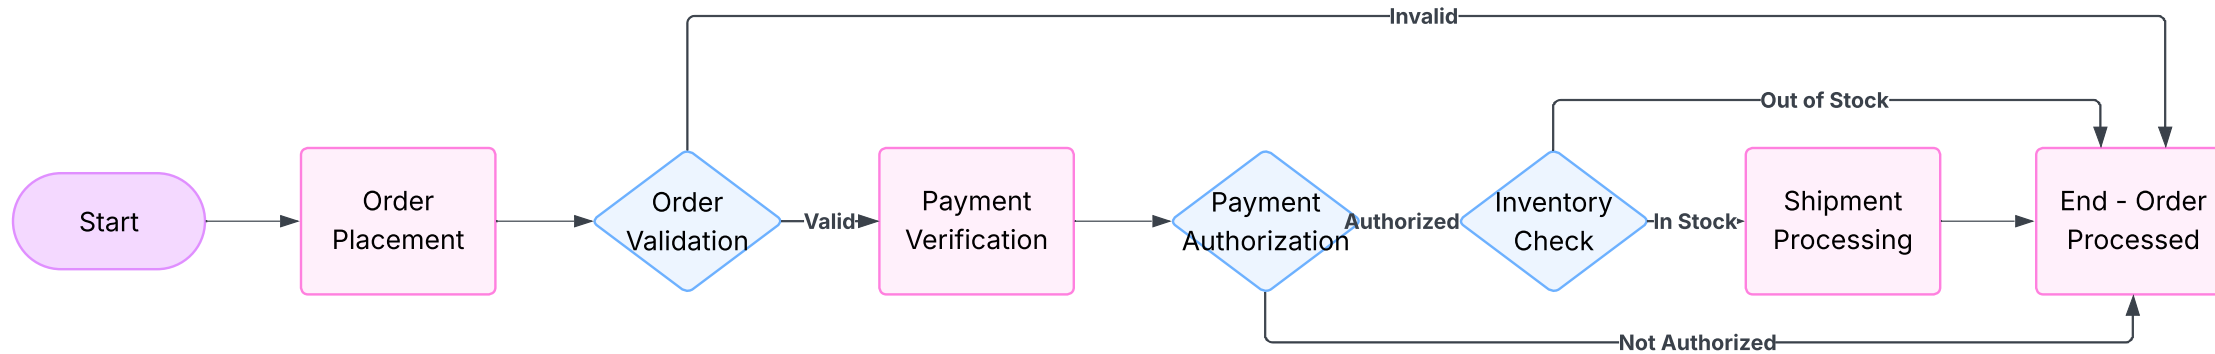 Invalid
Out of Stock
Start
Order
Placement
Order
Validation
Valid
Payment
Verification
Payment
Authorization
Authorized
Inventory
Check
In Stock
Shipment
Processing
End - Order
Processed
Not Authorized